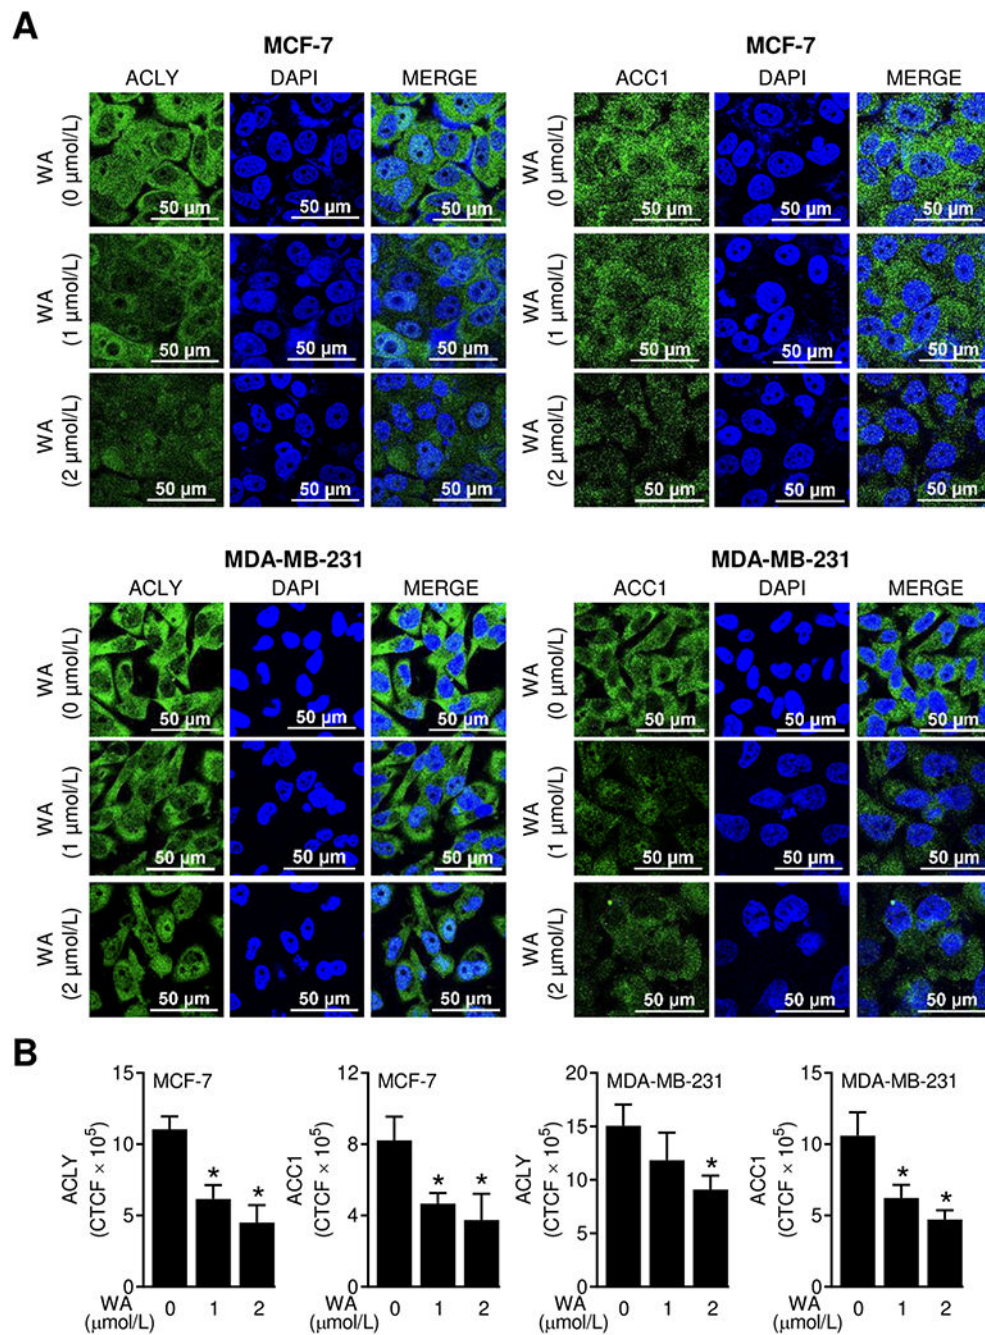 A
MCF-7
ACLY DAPI MERGE
WA (0 µmol/L)
50 µm 50 µm 50 µm
WA (1 µmol/L)
50 µm 50 µm 50 µm
WA (2 µmol/L)
50 µm 50 µm 50 µm
MCF-7
ACC1 DAPI MERGE
WA (0 µmol/L)
50 µm 50 µm 50 µm
WA (1 µmol/L)
50 µm 50 µm 50 µm
WA (2 µmol/L)
50 µm 50 µm 50 µm
MDA-MB-231
ACLY DAPI MERGE
WA (0 µmol/L)
50 µm 50 µm 50 µm
WA (1 µmol/L)
50 µm 50 µm 50 µm
WA (2 µmol/L)
50 µm 50 µm 50 µm
MDA-MB-231
ACC1 DAPI MERGE
WA (0 µmol/L)
50 µm 50 µm 50 µm
WA (1 µmol/L)
50 µm 50 µm 50 µm
WA (2 µmol/L)
50 µm 50 µm 50 µm
B
MCF-7
ACLY
(CTCF × 10⁵)
15
10
5
0
* *
WA 0 1 2
(µmol/L)
MCF-7
ACC1
(CTCF × 10⁵)
12
8
4
0
* *
WA 0 1 2
(µmol/L)
MDA-MB-231
ACLY
(CTCF × 10⁵)
20
15
10
5
0
*
WA 0 1 2
(µmol/L)
MDA-MB-231
ACC1
(CTCF × 10⁵)
15
10
5
0
* *
WA 0 1 2
(µmol/L)